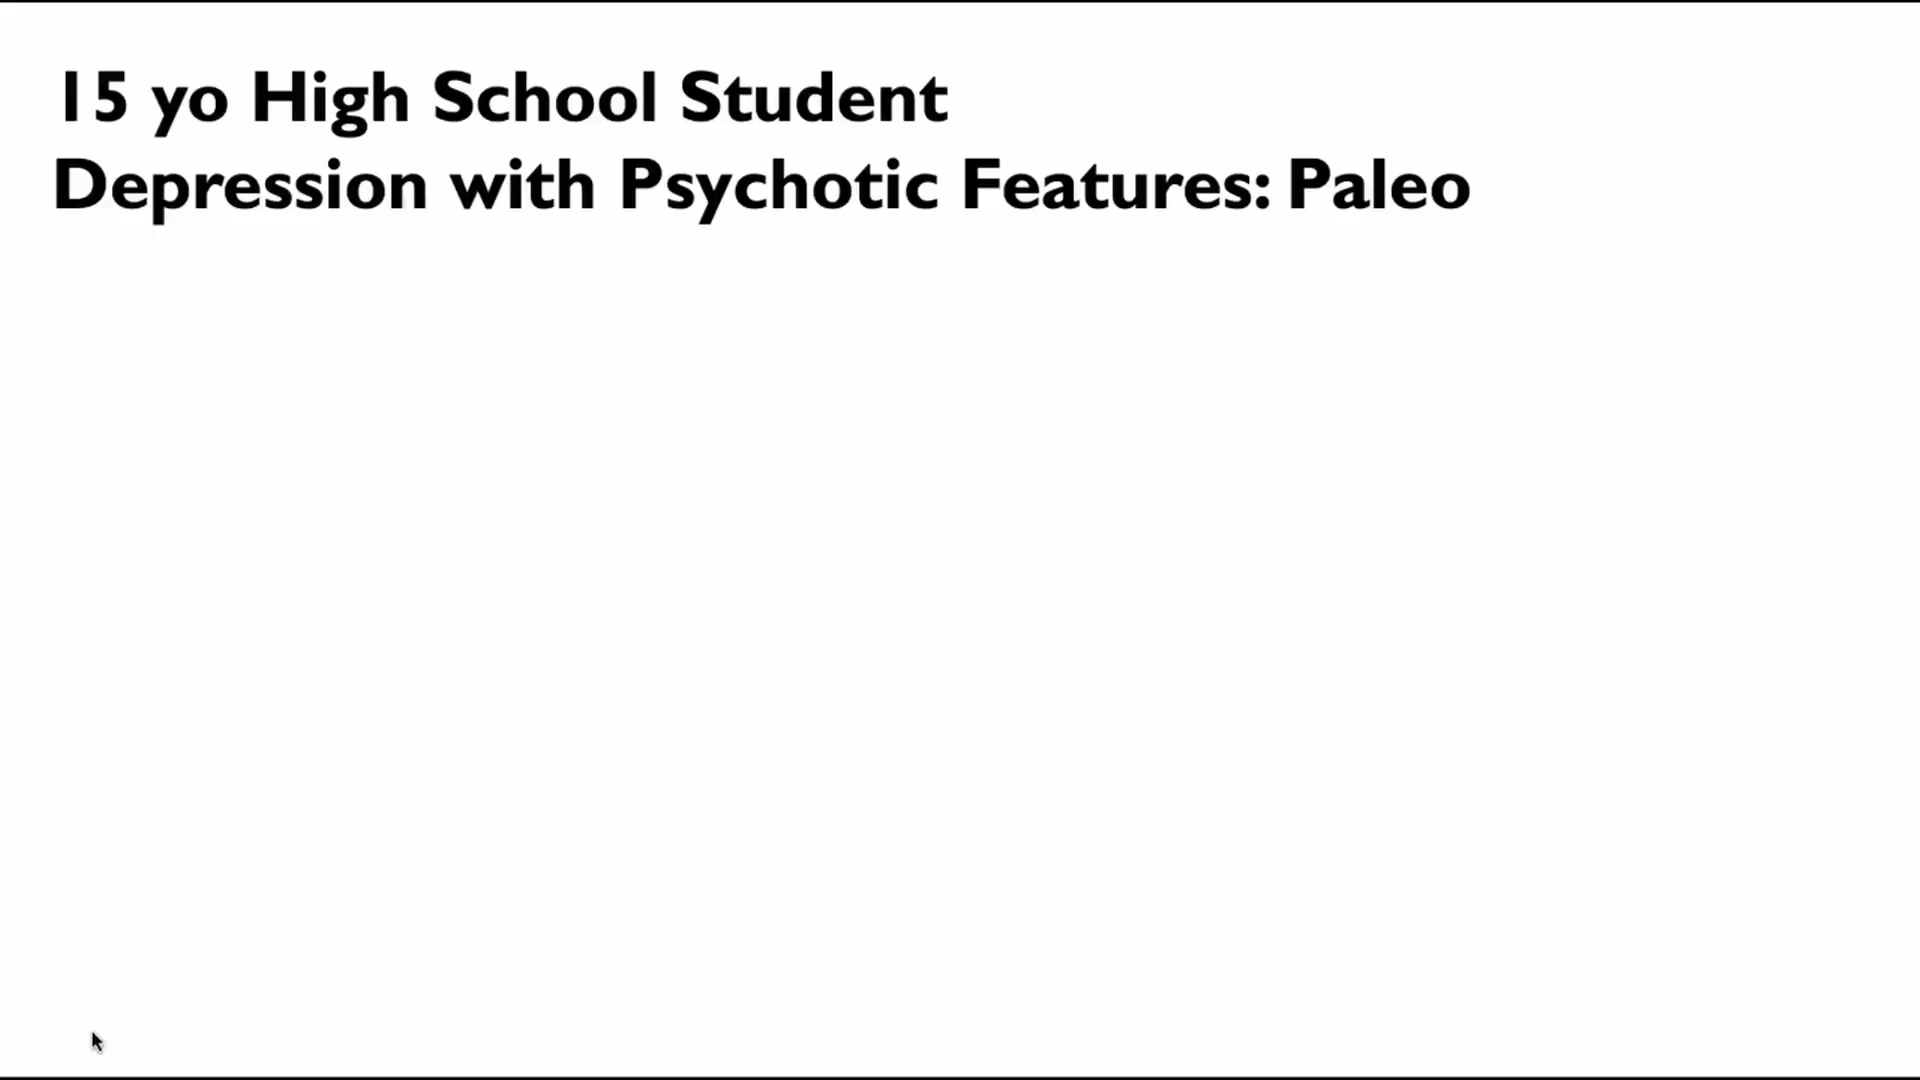 15 yo High School Student
Depression with Psychotic Features: Paleo